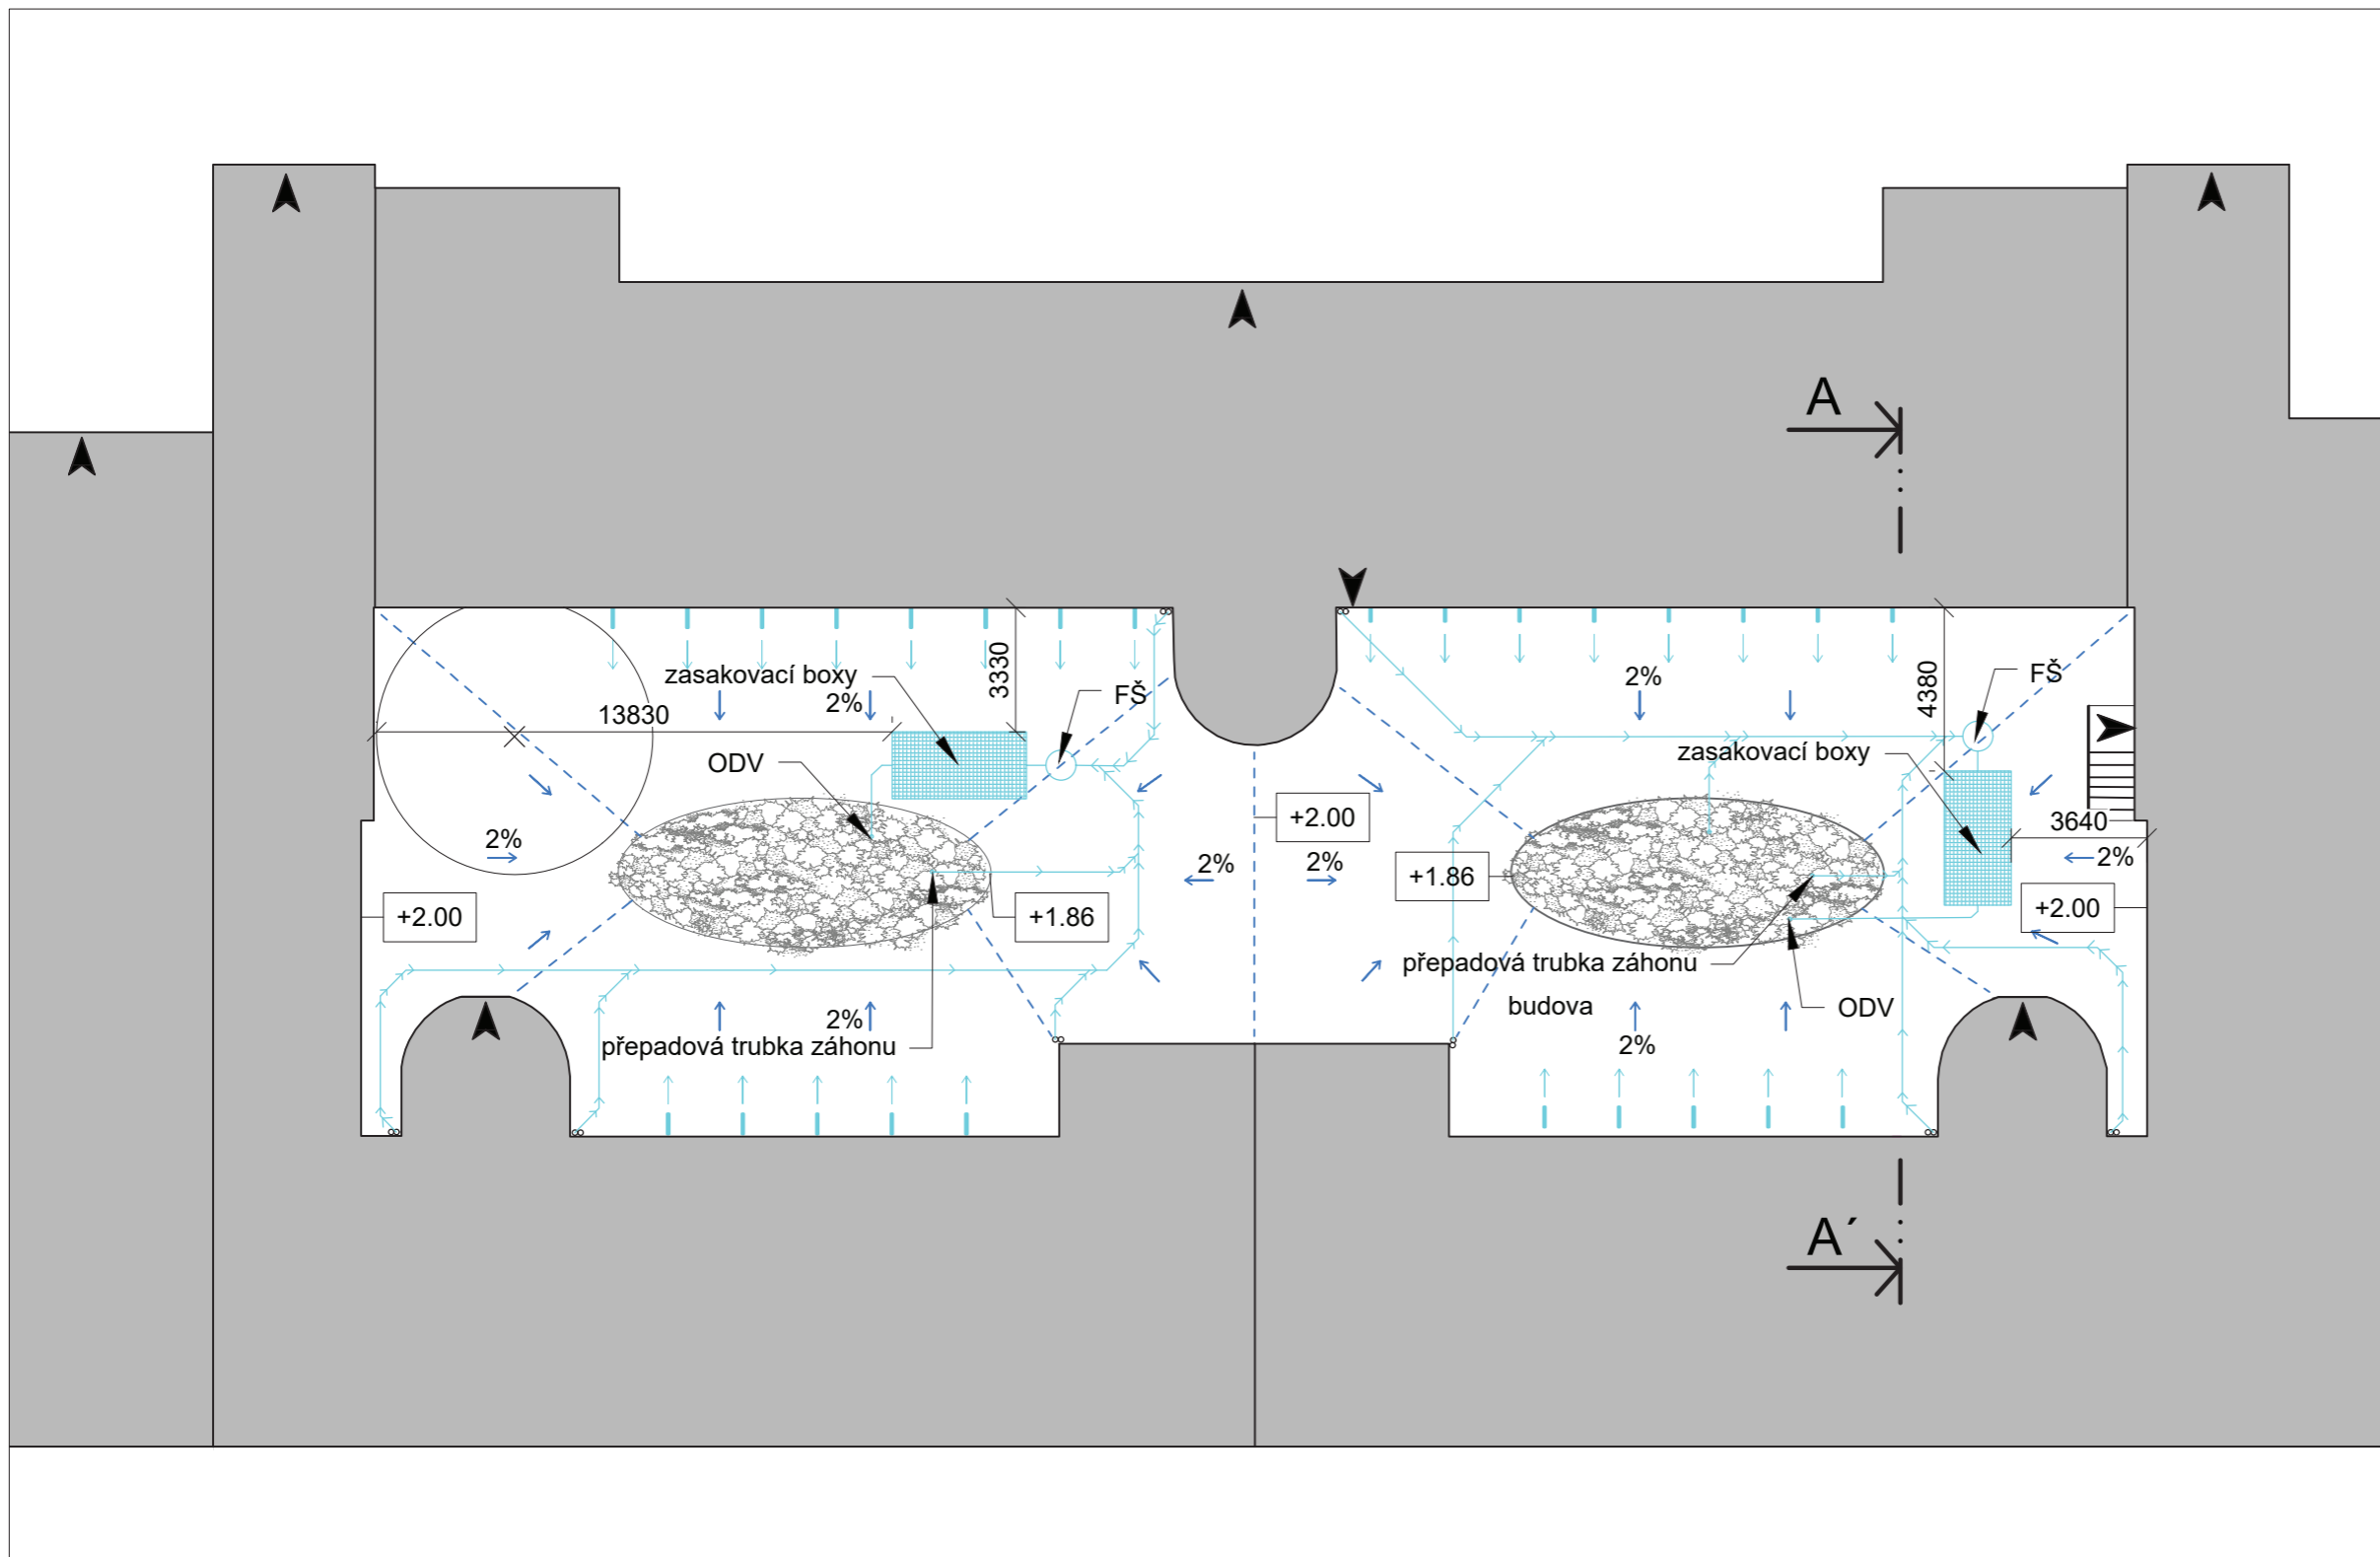 A
zasakovací boxy
3330
2%
13830
FŠ
ODV
2%
+2.00
+1.86
2%
přepadová trubka záhonu
2%
2%
+2.00
2%
4380
FŠ
zasakovací boxy
3640
2%
+1.86
+2.00
přepadová trubka záhonu
budova
ODV
2%
A´